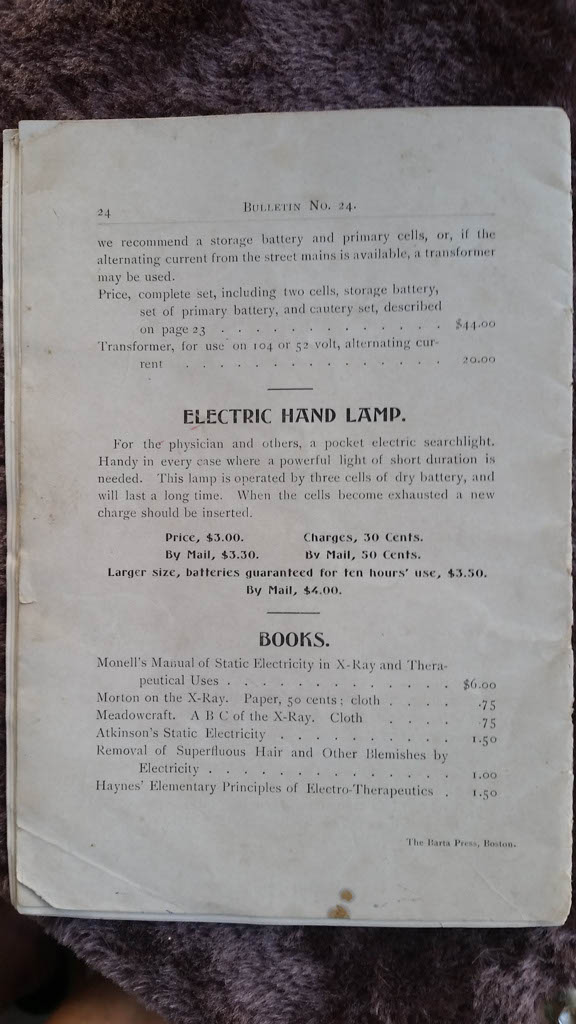 24
BULLETIN NO. 24.
we recommend a storage battery and primary cells, or, if the
alternating current from the street mains is available, a transformer
may be used.
Price, complete set, including two cells, storage battery,
set of primary battery, and cautery set, described
on page 23 . . . . . . . . . . . . . $44.00
Transformer, for use on 104 or 52 volt, alternating cur-
rent . . . . . . . . . . . . . . . 20.00
ELECTRIC HAND LAMP.
For the physician and others, a pocket electric searchlight.
Handy in every case where a powerful light of short duration is
needed. This lamp is operated by three cells of dry battery, and
will last a long time. When the cells become exhausted a new
charge should be inserted.
Price, $3.00. Charges, 30 Cents.
By Mail, $3.30. By Mail, 50 Cents.
Larger size, batteries guaranteed for ten hours' use, $3.50.
By Mail, $4.00.
BOOKS.
Monell's Manual of Static Electricity in X-Ray and Thera-
peutical Uses . . . . . . . . . . . . . $6.00
Morton on the X-Ray. Paper, 50 cents; cloth . . . . .75
Meadowcraft. A B C of the X-Ray. Cloth . . . . .75
Atkinson's Static Electricity . . . . . . . . . . 1.50
Removal of Superfluous Hair and Other Blemishes by
Electricity . . . . . . . . . . . . . . 1.00
Haynes' Elementary Principles of Electro-Therapeutics . 1.50
The Barta Press, Boston.